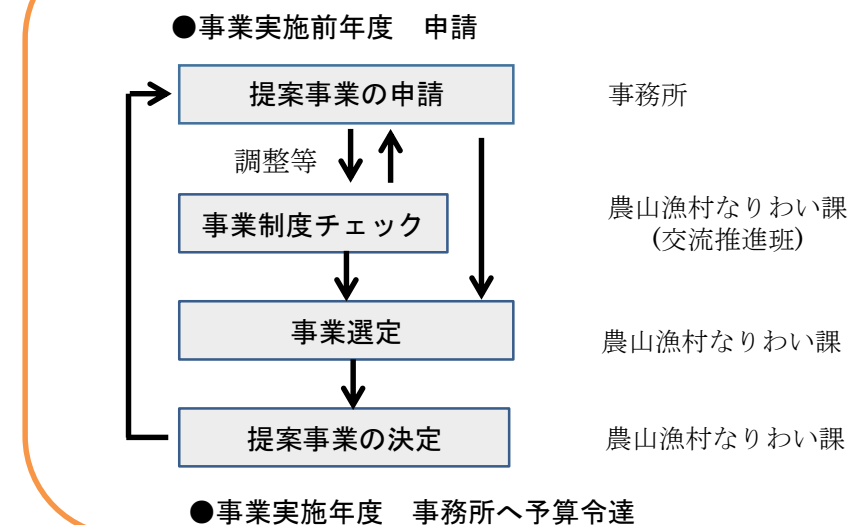 ●事業実施前年度　申請
提案事業の申請　事務所
調整等
事業制度チェック　農山漁村なりわい課
(交流推進班)
事業選定　農山漁村なりわい課
提案事業の決定　農山漁村なりわい課
●事業実施年度　事務所へ予算令達